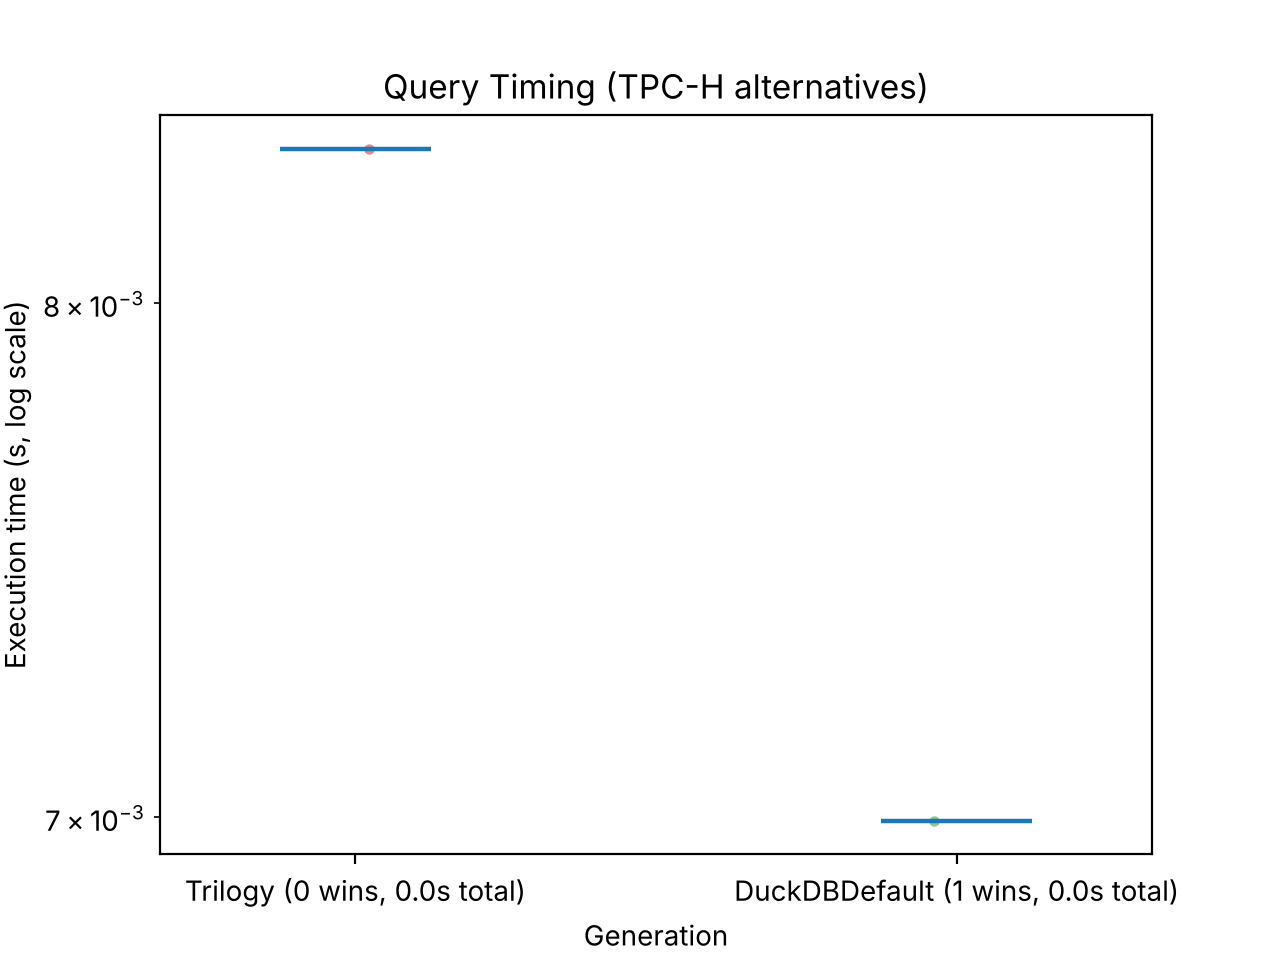 Query Timing (TPC-H alternatives)
Execution time (s, log scale)
8 × 10⁻³
7 × 10⁻³
Trilogy (0 wins, 0.0s total)
DuckDBDefault (1 wins, 0.0s total)
Generation